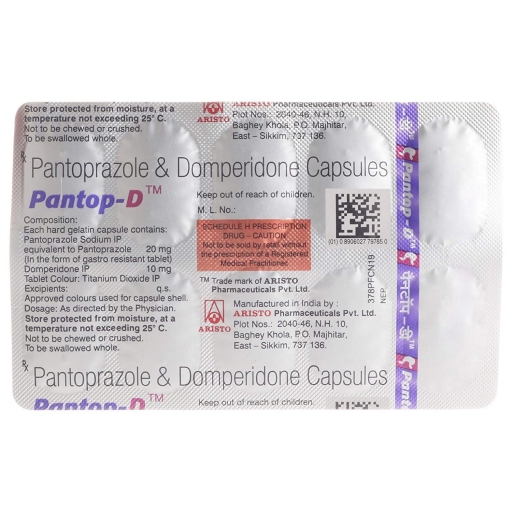 Store protected from moisture, at a
temperature not exceeding 25° C.
Not to be chewed or crushed.
To be swallowed whole.
ARISTO
ARISTO Pharmaceuticals Pvt. Ltd.
Plot Nos.: 2040-46, N.H. 10,
Baghey Khola, P.O. Majhitar,
East – Sikkim, 737 136.
Rx
Pantoprazole & Domperidone Capsules
Pantop-D™
Composition:
Each hard gelatin capsule contains:
Pantoprazole Sodium IP
equivalent to Pantoprazole 20 mg
(In the form of gastro resistant tablet)
Domperidone IP 10 mg
Tablet Colour: Titanium Dioxide IP
Excipients q.s.
Approved colours used for capsule shell.
Dosage: As directed by the Physician.
Store protected from moisture, at a
temperature not exceeding 25° C.
Not to be chewed or crushed.
To be swallowed whole.
Keep out of reach of children.
M. L. No.:
SCHEDULE H PRESCRIPTION
DRUG – CAUTION
Not to be sold by retail without
the prescription of a Registered
Medical Practitioner.
™ Trade mark of ARISTO
Pharmaceuticals Pvt. Ltd.
ARISTO
Manufactured in India by :
ARISTO Pharmaceuticals Pvt. Ltd.
Plot Nos.: 2040-46, N.H. 10,
Baghey Khola, P.O. Majhitar,
East – Sikkim, 737 136.
(01) 0 8906027 79765 0
378PFCN19
NEP
Pantop-D™
पैनटॉप-डी™
Pantop
Rx
Pantoprazole & Domperidone Capsules
Pantop-D™
Keep out of reach of children.